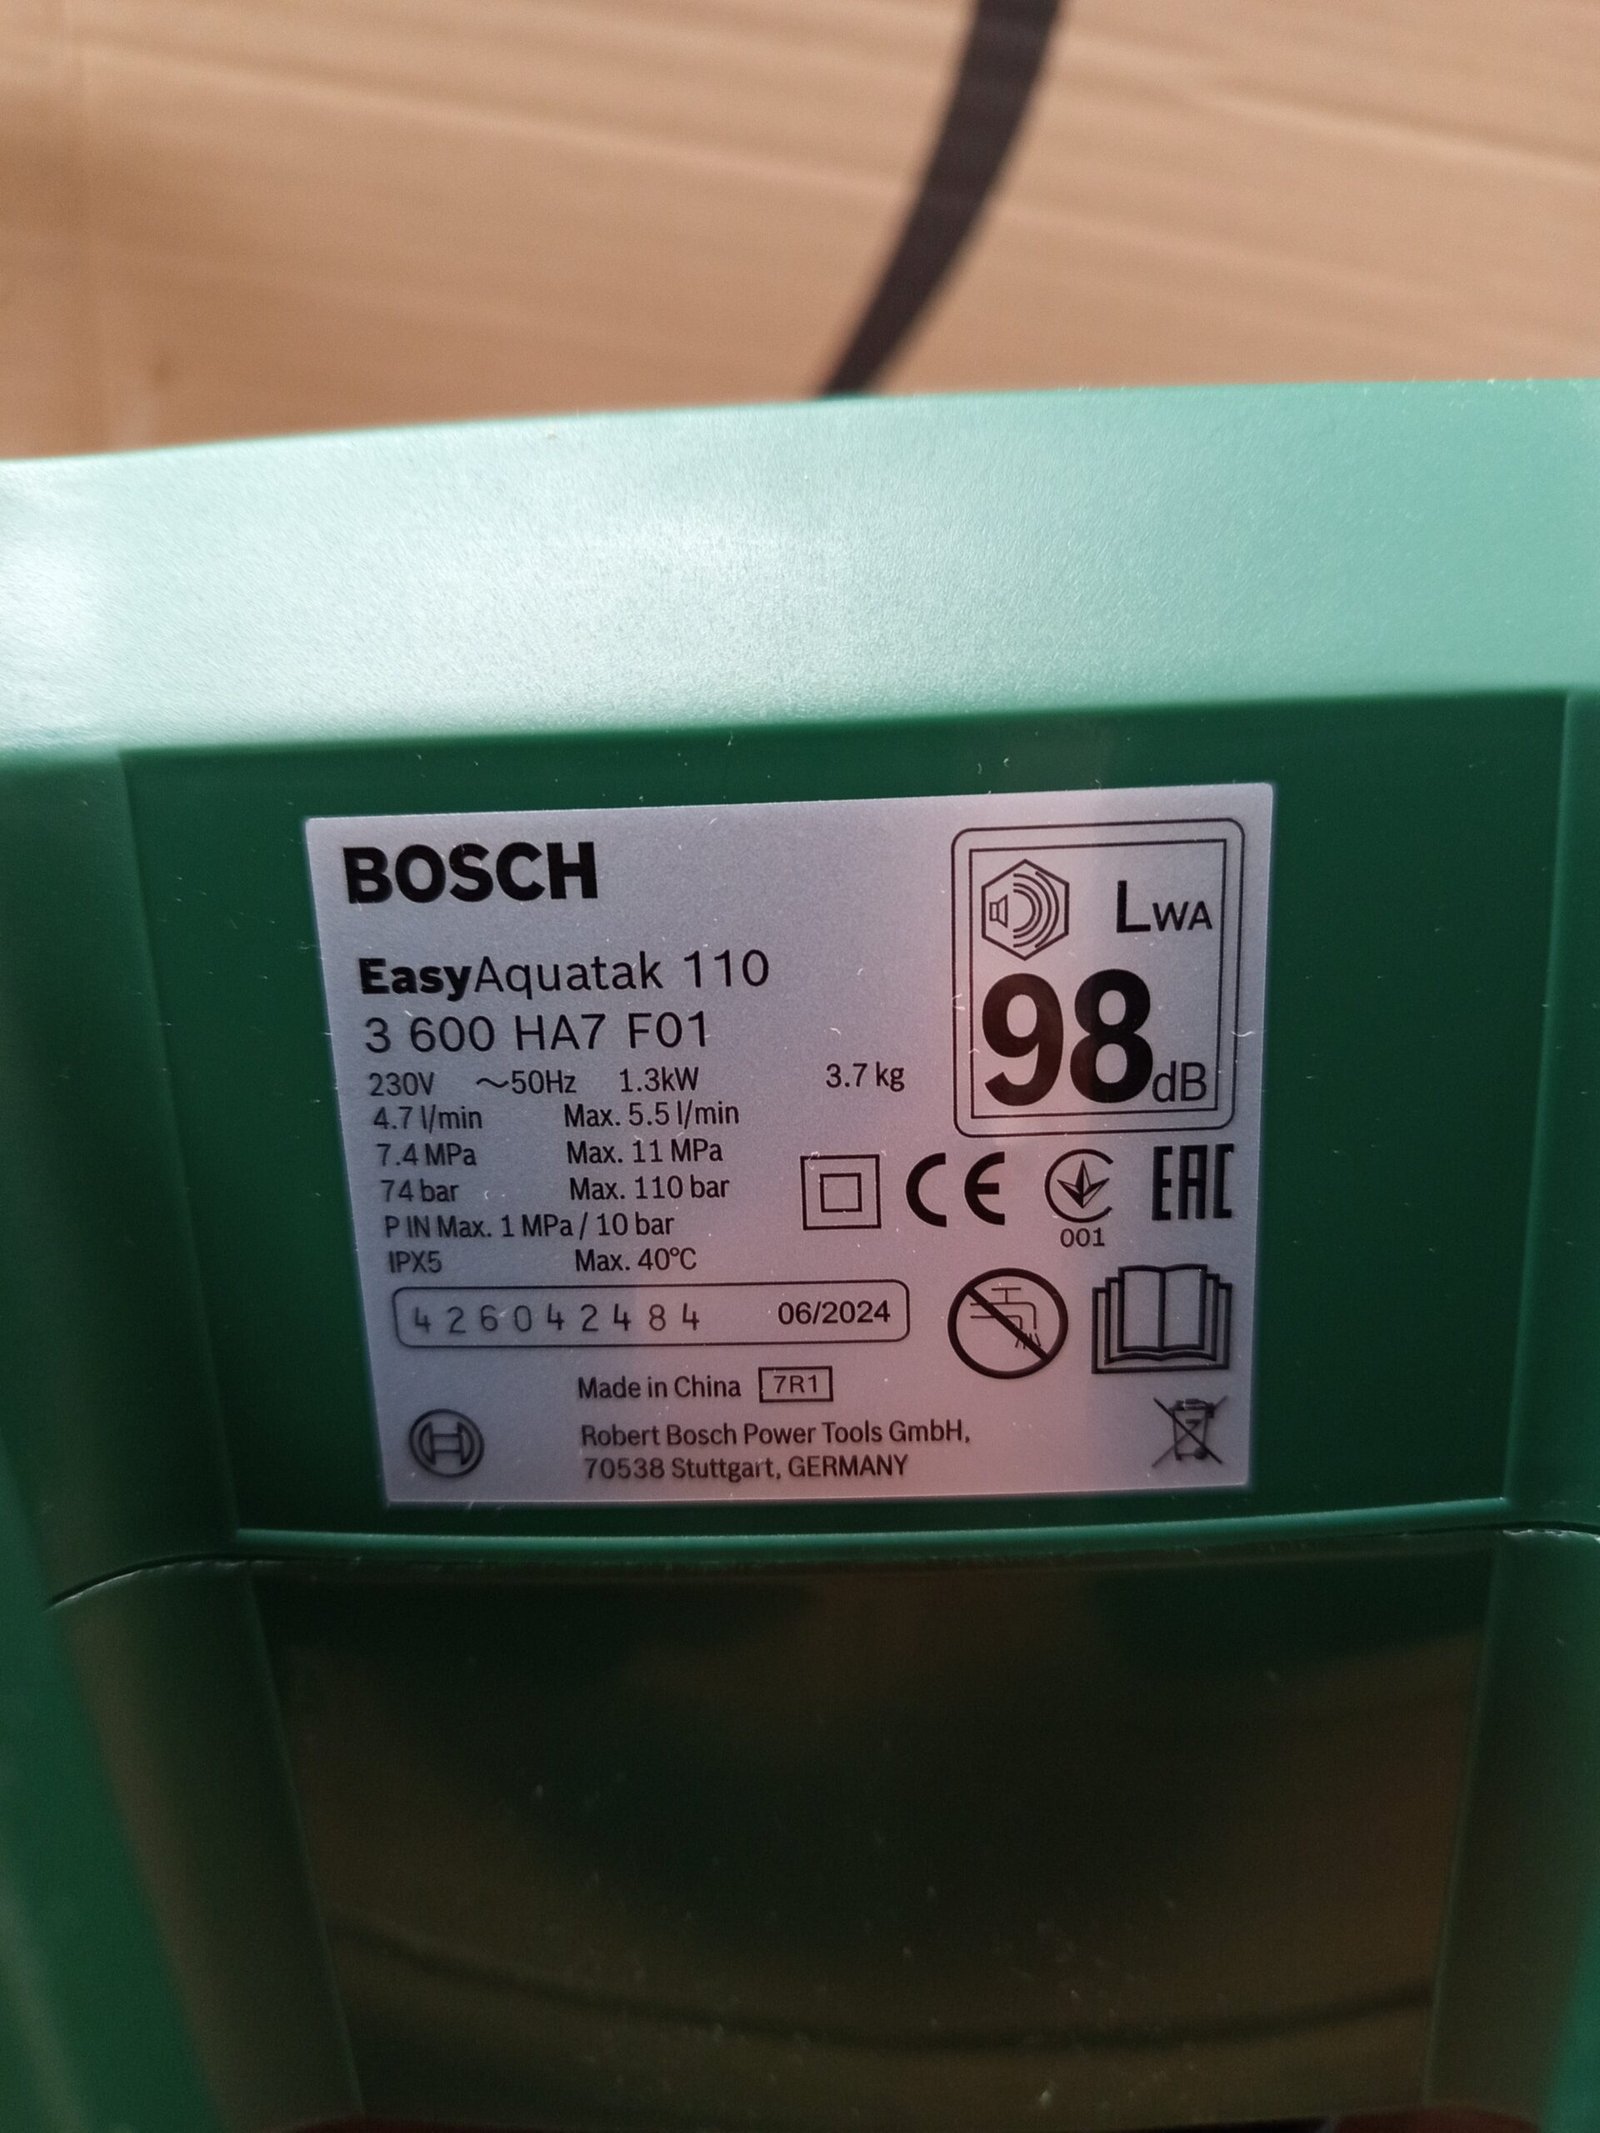 BOSCH
LWA
98dB
EasyAquatak 110
3 600 HA7 F01
230V ~50Hz 1.3kW 3.7 kg
4.7 l/min Max. 5.5 l/min
7.4 MPa Max. 11 MPa
74 bar Max. 110 bar
P IN Max. 1 MPa / 10 bar
IPX5 Max. 40°C
CE
001
EAC
426042484 06/2024
Made in China 7R1
Robert Bosch Power Tools GmbH,
70538 Stuttgart, GERMANY